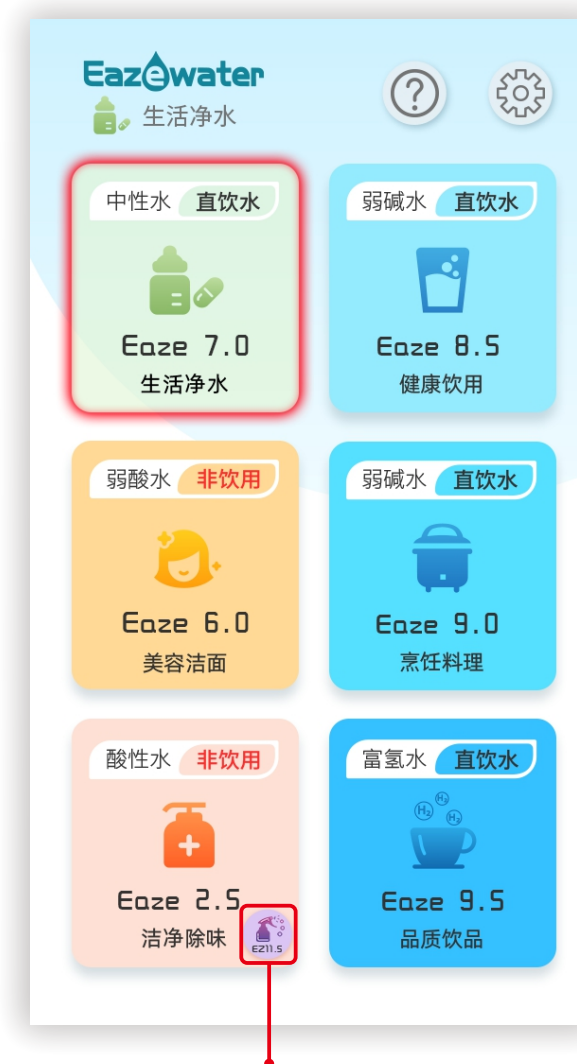 Eazewater
?
生活净水
中性水 直饮水
Eaze 7.0
生活净水
弱碱水 直饮水
H₂
Eaze 8.5
健康饮用
弱酸水 非饮用
Eaze 6.0
美容洁面
弱碱水 直饮水
Eaze 9.0
烹饪料理
酸性水 非饮用
Eaze 2.5
洁净除味
EZ11.5
富氢水 直饮水
H₂
H₂
H₂
Eaze 9.5
品质饮品